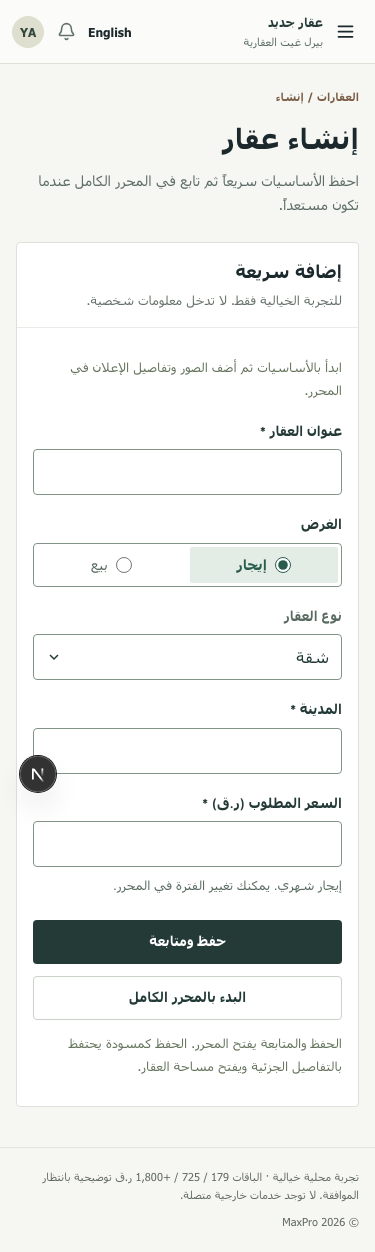 عقار جديد
بيرل غيت العقارية
English
YA
العقارات / إنشاء
إنشاء عقار
احفظ الأساسيات سريعاً ثم تابع في المحرر الكامل عندما
تكون مستعداً.
إضافة سريعة
للتجربة الخيالية فقط. لا تدخل معلومات شخصية.
ابدأ بالأساسيات ثم أضف الصور وتفاصيل الإعلان في
المحرر.
عنوان العقار *
الغرض
إيجار
بيع
نوع العقار
شقة
المدينة *
N
السعر المطلوب (ر.ق) *
إيجار شهري. يمكنك تغيير الفترة في المحرر.
حفظ ومتابعة
البدء بالمحرر الكامل
الحفظ والمتابعة يفتح المحرر. الحفظ كمسودة يحتفظ
بالتفاصيل الجزئية ويفتح مساحة العقار.
تجربة محلية خيالية · الباقات 179 / 725 / +1,800 ر.ق توضيحية بانتظار
الموافقة. لا توجد خدمات خارجية متصلة.
© 2026 MaxPro